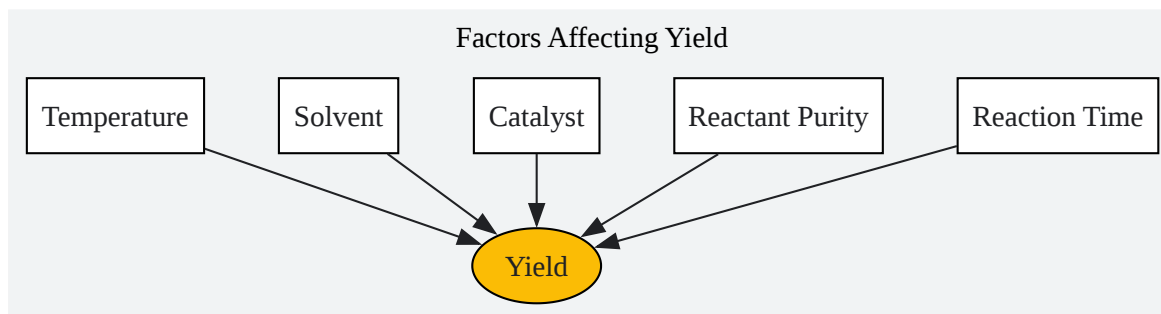 Factors Affecting Yield
Temperature
Solvent
Catalyst
Reactant Purity
Reaction Time
Yield